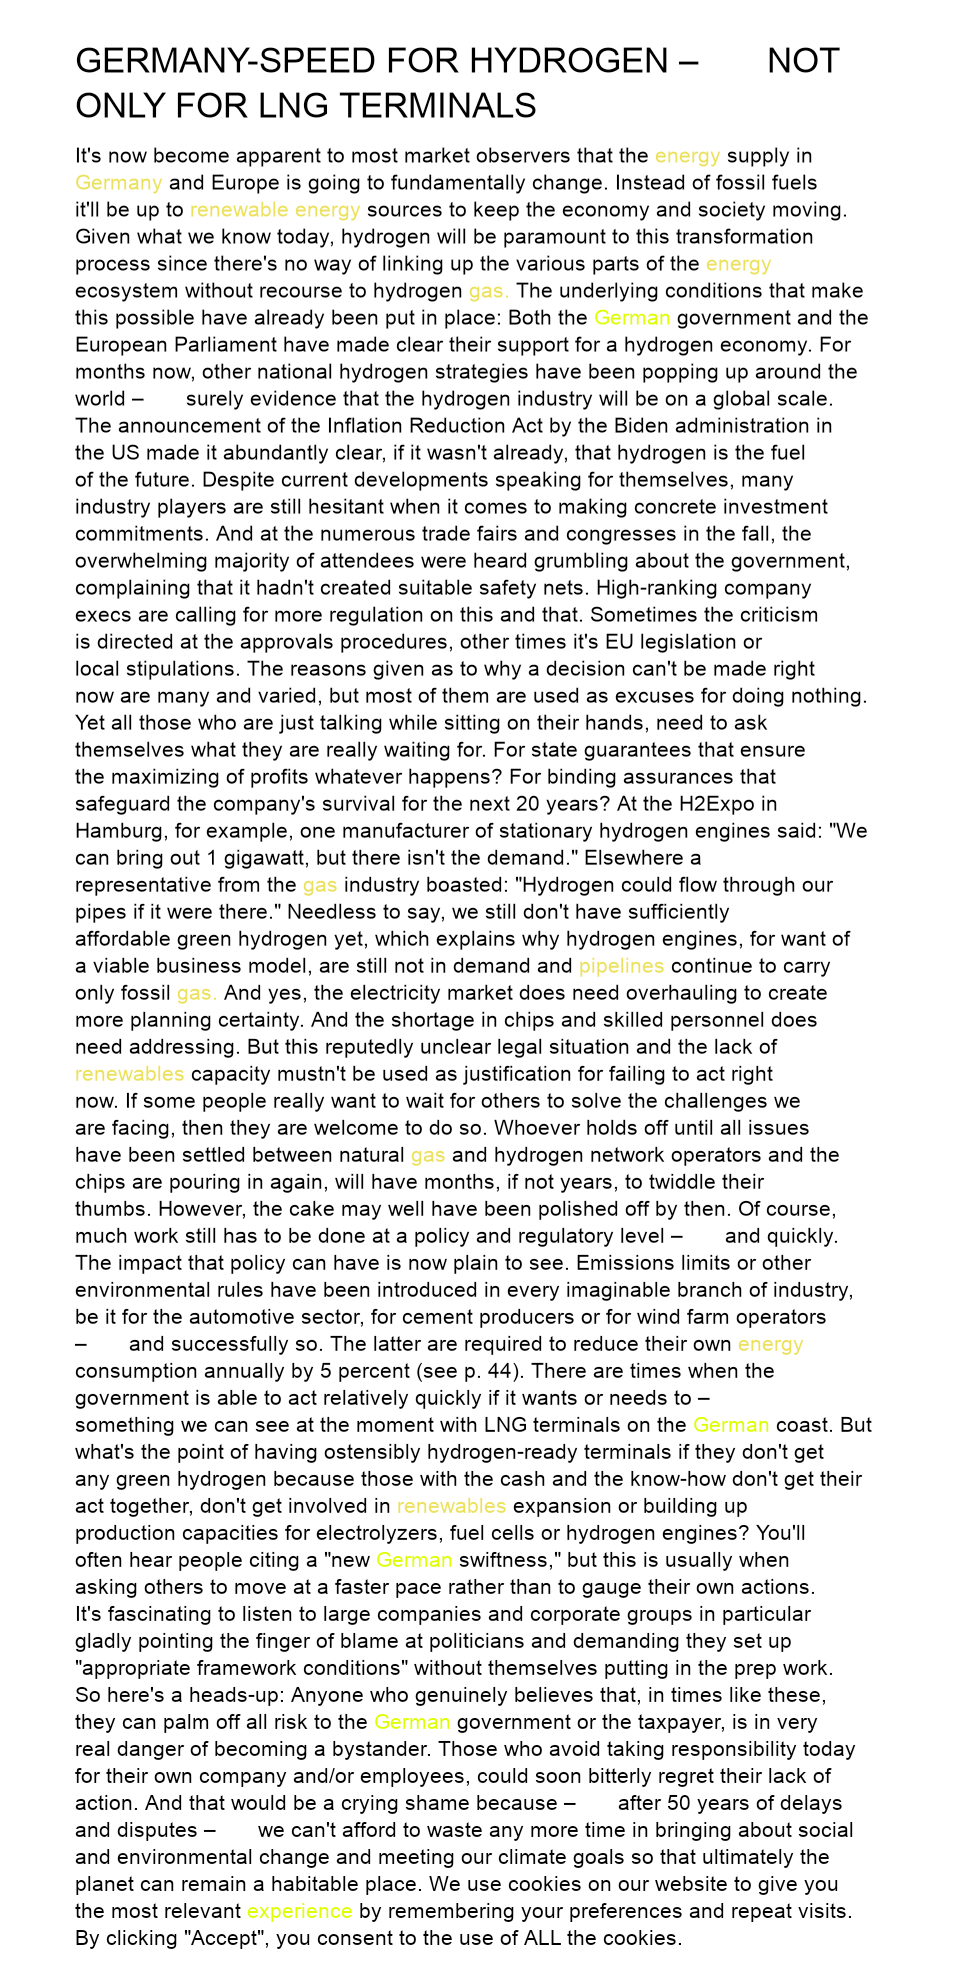 GERMANY-SPEED FOR HYDROGEN – NOT
ONLY FOR LNG TERMINALS
It's now become apparent to most market observers that the energy supply in
Germany and Europe is going to fundamentally change. Instead of fossil fuels
it'll be up to renewable energy sources to keep the economy and society moving.
Given what we know today, hydrogen will be paramount to this transformation
process since there's no way of linking up the various parts of the energy
ecosystem without recourse to hydrogen gas. The underlying conditions that make
this possible have already been put in place: Both the German government and the
European Parliament have made clear their support for a hydrogen economy. For
months now, other national hydrogen strategies have been popping up around the
world – surely evidence that the hydrogen industry will be on a global scale.
The announcement of the Inflation Reduction Act by the Biden administration in
the US made it abundantly clear, if it wasn't already, that hydrogen is the fuel
of the future. Despite current developments speaking for themselves, many
industry players are still hesitant when it comes to making concrete investment
commitments. And at the numerous trade fairs and congresses in the fall, the
overwhelming majority of attendees were heard grumbling about the government,
complaining that it hadn't created suitable safety nets. High-ranking company
execs are calling for more regulation on this and that. Sometimes the criticism
is directed at the approvals procedures, other times it's EU legislation or
local stipulations. The reasons given as to why a decision can't be made right
now are many and varied, but most of them are used as excuses for doing nothing.
Yet all those who are just talking while sitting on their hands, need to ask
themselves what they are really waiting for. For state guarantees that ensure
the maximizing of profits whatever happens? For binding assurances that
safeguard the company's survival for the next 20 years? At the H2Expo in
Hamburg, for example, one manufacturer of stationary hydrogen engines said: "We
can bring out 1 gigawatt, but there isn't the demand." Elsewhere a
representative from the gas industry boasted: "Hydrogen could flow through our
pipes if it were there." Needless to say, we still don't have sufficiently
affordable green hydrogen yet, which explains why hydrogen engines, for want of
a viable business model, are still not in demand and pipelines continue to carry
only fossil gas. And yes, the electricity market does need overhauling to create
more planning certainty. And the shortage in chips and skilled personnel does
need addressing. But this reputedly unclear legal situation and the lack of
renewables capacity mustn't be used as justification for failing to act right
now. If some people really want to wait for others to solve the challenges we
are facing, then they are welcome to do so. Whoever holds off until all issues
have been settled between natural gas and hydrogen network operators and the
chips are pouring in again, will have months, if not years, to twiddle their
thumbs. However, the cake may well have been polished off by then. Of course,
much work still has to be done at a policy and regulatory level – and quickly.
The impact that policy can have is now plain to see. Emissions limits or other
environmental rules have been introduced in every imaginable branch of industry,
be it for the automotive sector, for cement producers or for wind farm operators
– and successfully so. The latter are required to reduce their own energy
consumption annually by 5 percent (see p. 44). There are times when the
government is able to act relatively quickly if it wants or needs to –
something we can see at the moment with LNG terminals on the German coast. But
what's the point of having ostensibly hydrogen-ready terminals if they don't get
any green hydrogen because those with the cash and the know-how don't get their
act together, don't get involved in renewables expansion or building up
production capacities for electrolyzers, fuel cells or hydrogen engines? You'll
often hear people citing a "new German swiftness," but this is usually when
asking others to move at a faster pace rather than to gauge their own actions.
It's fascinating to listen to large companies and corporate groups in particular
gladly pointing the finger of blame at politicians and demanding they set up
"appropriate framework conditions" without themselves putting in the prep work.
So here's a heads-up: Anyone who genuinely believes that, in times like these,
they can palm off all risk to the German government or the taxpayer, is in very
real danger of becoming a bystander. Those who avoid taking responsibility today
for their own company and/or employees, could soon bitterly regret their lack of
action. And that would be a crying shame because – after 50 years of delays
and disputes – we can't afford to waste any more time in bringing about social
and environmental change and meeting our climate goals so that ultimately the
planet can remain a habitable place. We use cookies on our website to give you
the most relevant experience by remembering your preferences and repeat visits.
By clicking "Accept", you consent to the use of ALL the cookies.